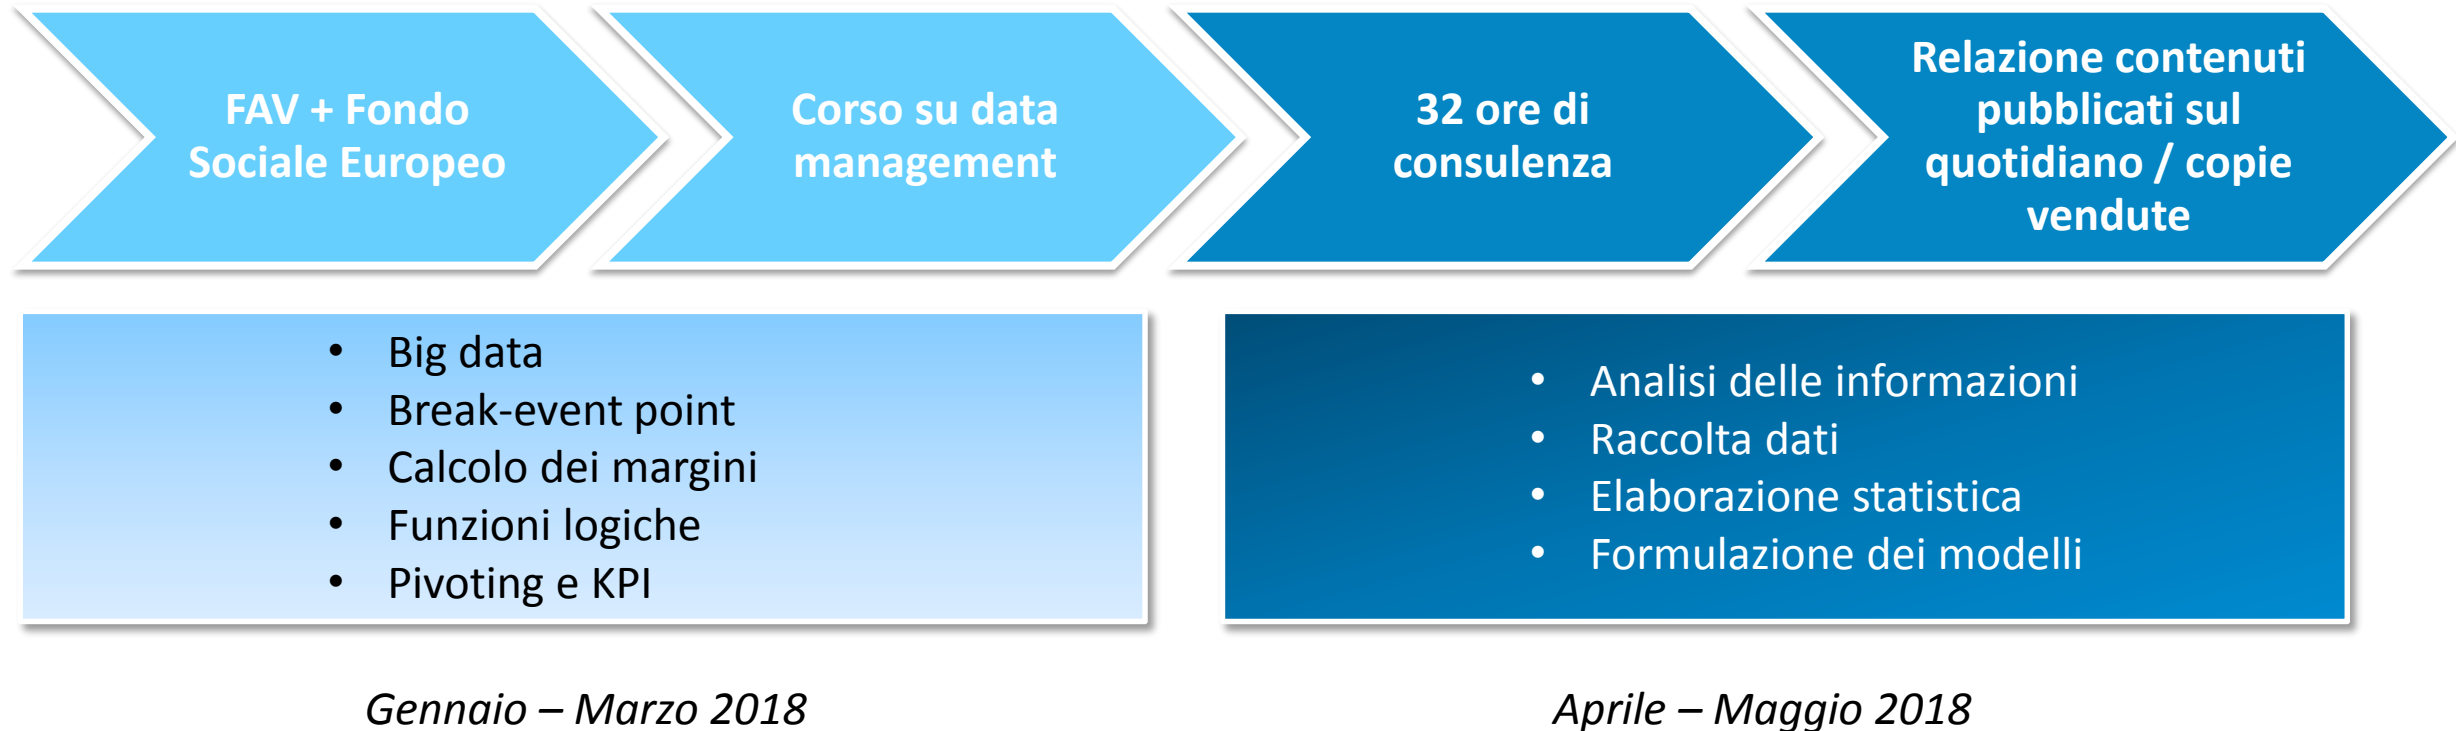 FAV + Fondo
Sociale Europeo
Corso su data
management
32 ore di
consulenza
Relazione contenuti
pubblicati sul
quotidiano / copie
vendute
• Big data
• Break-event point
• Calcolo dei margini
• Funzioni logiche
• Pivoting e KPI
• Analisi delle informazioni
• Raccolta dati
• Elaborazione statistica
• Formulazione dei modelli
Gennaio – Marzo 2018
Aprile – Maggio 2018